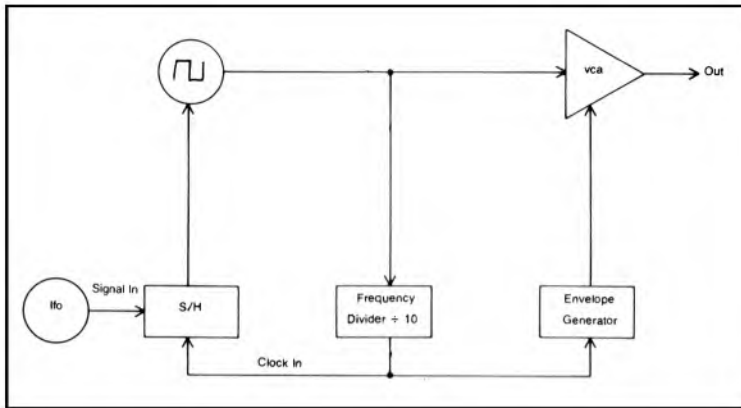 vca
Out
Signal In
lfo
S/H
Frequency
Divider ÷ 10
Envelope
Generator
Clock In